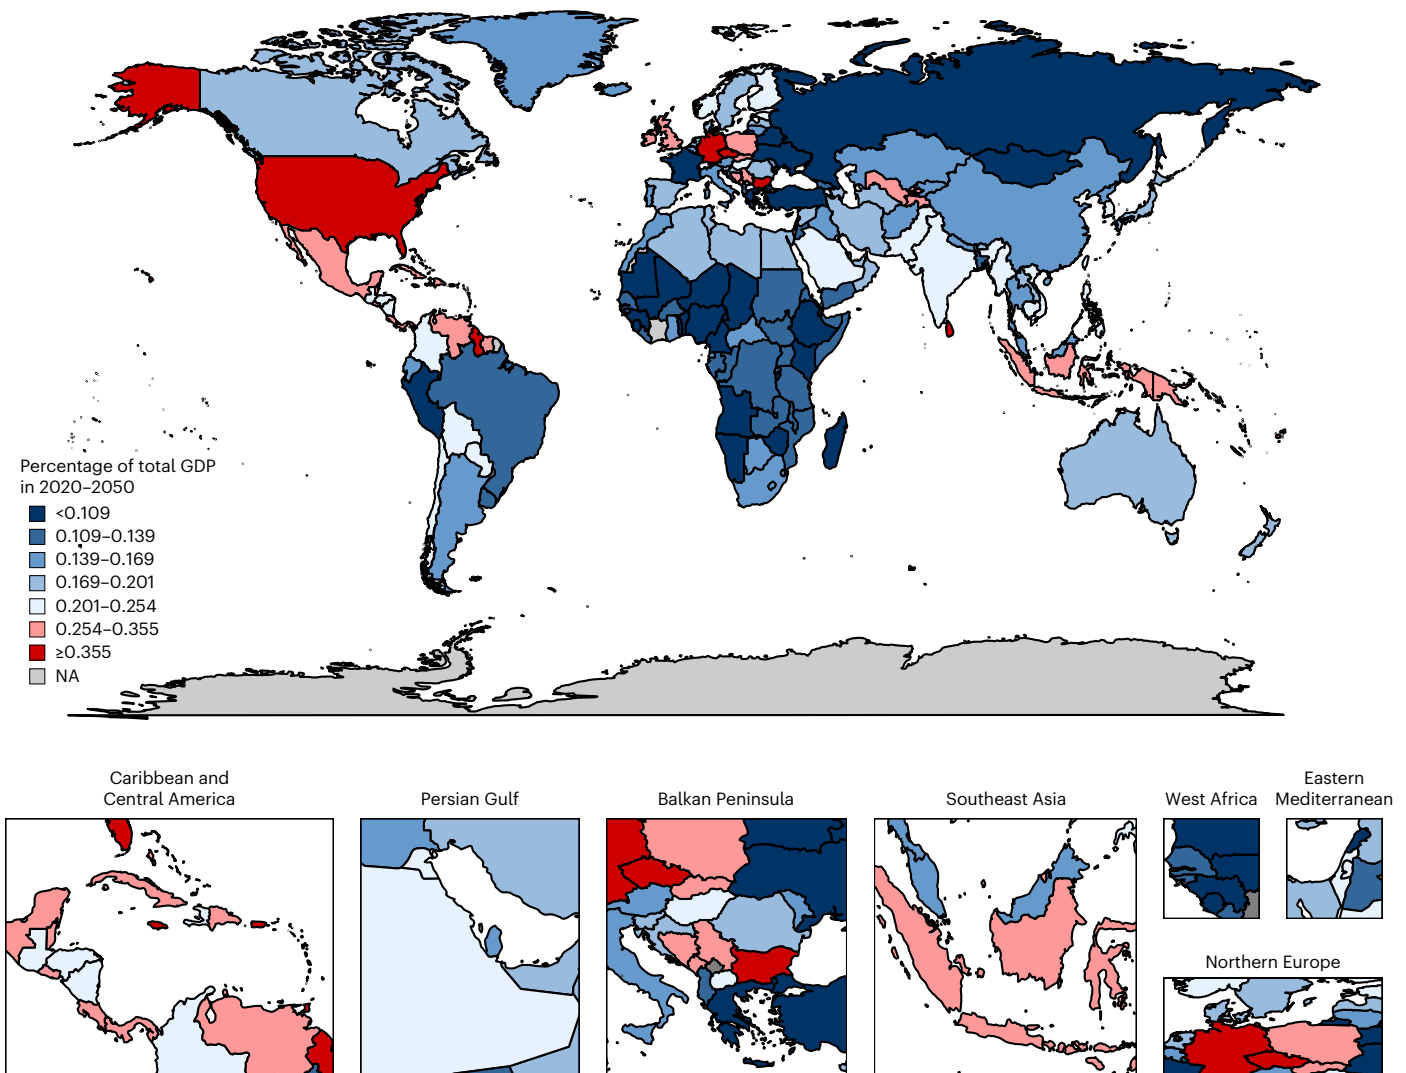 Percentage of total GDP
in 2020–2050
<0.109
0.109–0.139
0.139–0.169
0.169–0.201
0.201–0.254
0.254–0.355
≥0.355
NA
Caribbean and
Central America
Persian Gulf
Balkan Peninsula
Southeast Asia
West Africa
Eastern
Mediterranean
Northern Europe